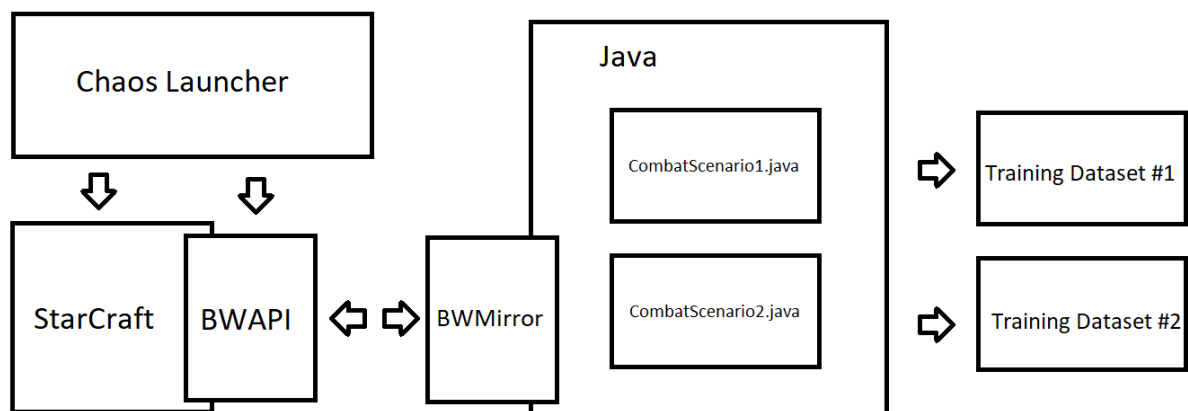 Chaos Launcher
Java
CombatScenario1.java
Training Dataset #1
StarCraft
BWAPI
BWMirror
CombatScenario2.java
Training Dataset #2